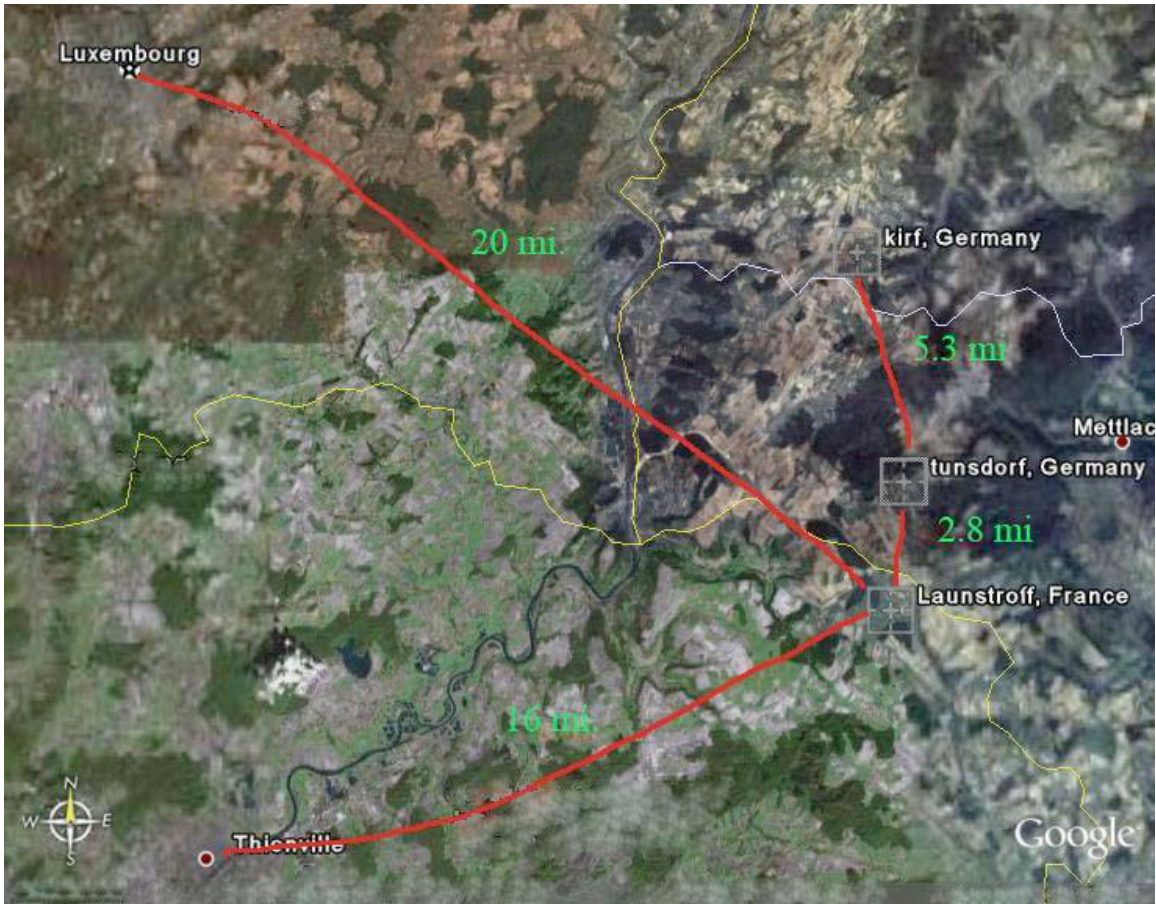 Luxembourg
20 mi.
kirf, Germany
5.3 mi
Mettlac
tunsdorf, Germany
2.8 mi
Launstroff, France
16 mi.
N
W E
S
Thionville
Google